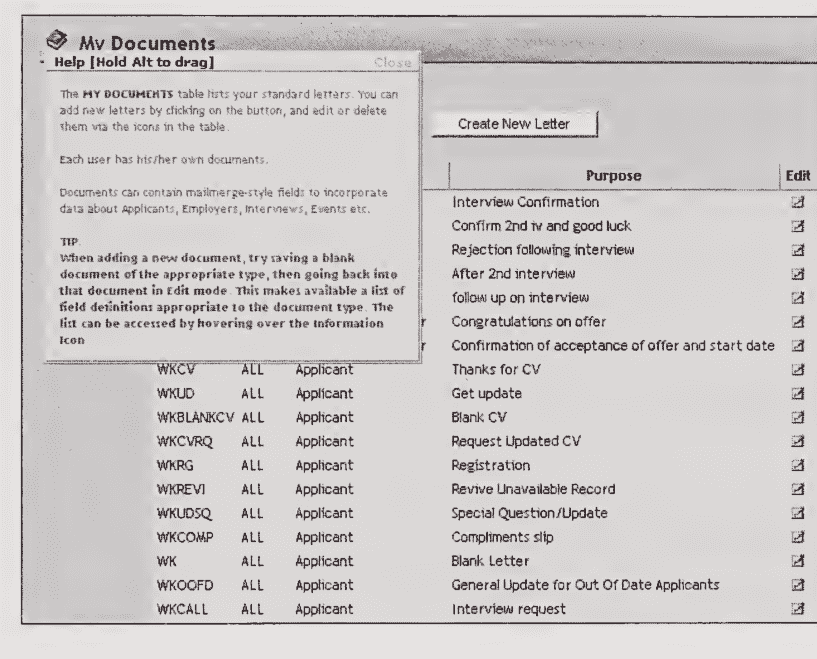 My Documents
Help [Hold Alt to drag]
Close
The MY DOCUMENTS table lists your standard letters. You can
add new letters by clicking on the button, and edit or delete
them via the icons in the table.
Each user has his/her own documents.
Documents can contain mailmerge-style fields to incorporate
data about Applicants, Employers, Interviews, Events etc.
TIP.
When adding a new document, try saving a blank
document of the appropriate type, then going back into
that document in Edit mode. This makes available a list of
field definitions appropriate to the document type. The
list can be accessed by hovering over the Information
Icon
Create New Letter
Purpose Edit
Interview Confirmation
Confirm 2nd iv and good luck
Rejection following interview
After 2nd interview
follow up on interview
r Congratulations on offer
r Confirmation of acceptance of offer and start date
WKCV ALL Applicant Thanks for CV
WKUD ALL Applicant Get update
WKBLANKCV ALL Applicant Blank CV
WKCVRQ ALL Applicant Request Updated CV
WKRG ALL Applicant Registration
WKREVI ALL Applicant Revive Unavailable Record
WKUDSQ ALL Applicant Special Question/Update
WKCOMP ALL Applicant Compliments slip
WK ALL Applicant Blank Letter
WKOOFD ALL Applicant General Update for Out Of Date Applicants
WKCALL ALL Applicant Interview request